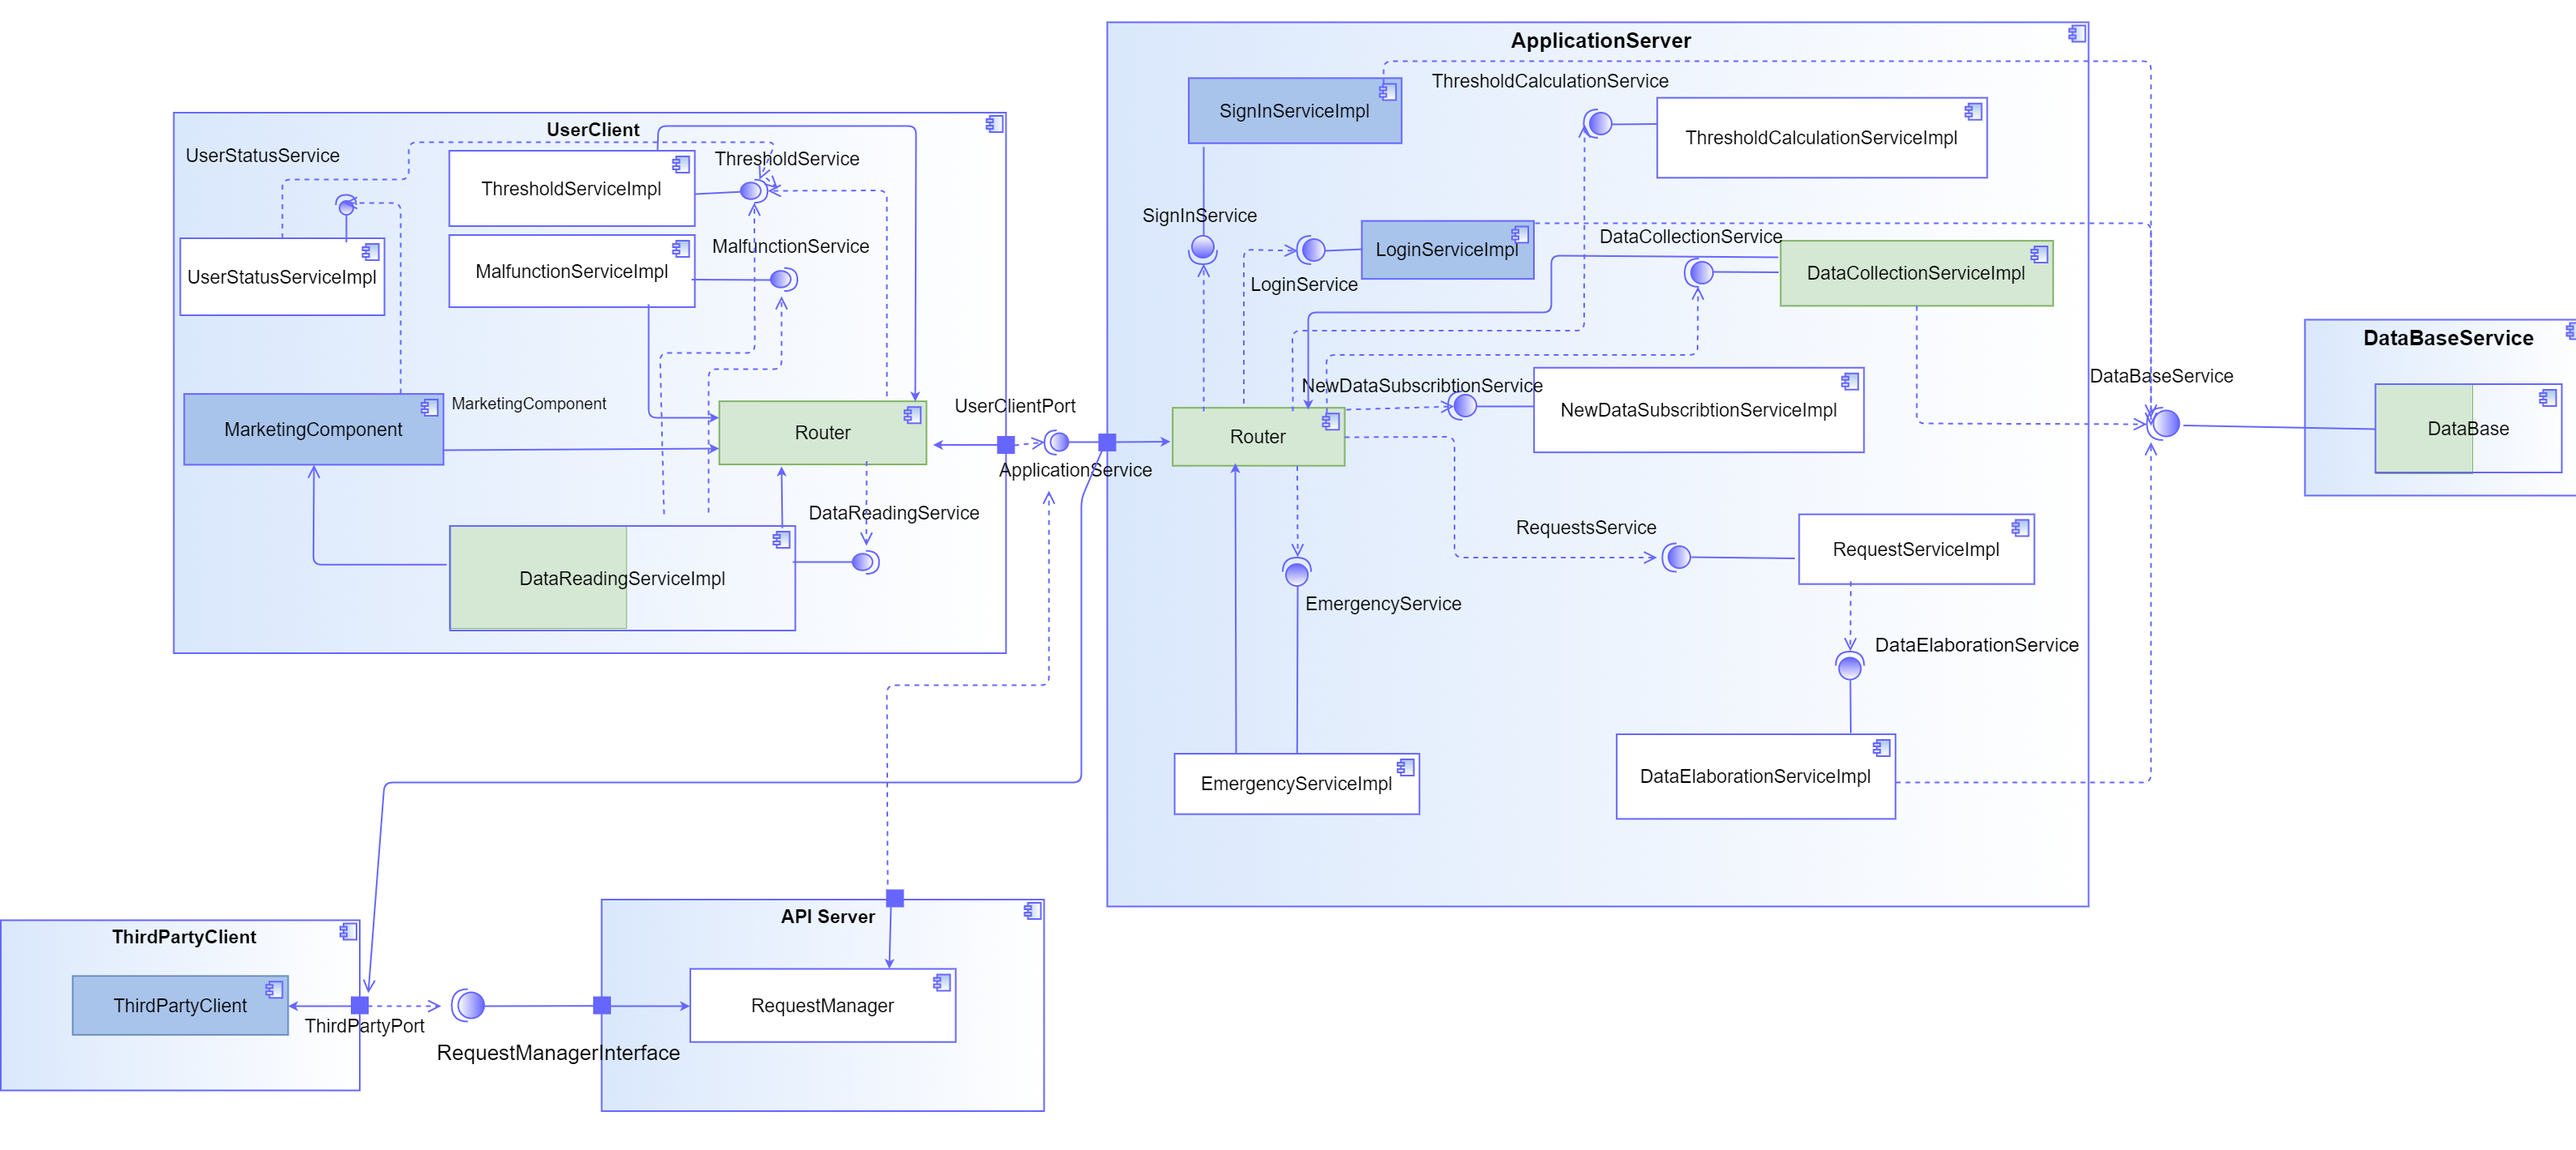 ApplicationServer
ThresholdCalculationService
SignInServiceImpl
ThresholdCalculationServiceImpl
UserClient
UserStatusService
ThresholdService
ThresholdServiceImpl
SignInService
MalfunctionService
DataCollectionService
LoginServiceImpl
MalfunctionServiceImpl
UserStatusServiceImpl
DataCollectionServiceImpl
LoginService
DataBaseService
DataBaseService
NewDataSubscribtionService
MarketingComponent
UserClientPort
NewDataSubscribtionServiceImpl
MarketingComponent
Router
Router
DataBase
ApplicationService
DataReadingService
RequestsService
RequestServiceImpl
DataReadingServiceImpl
EmergencyService
DataElaborationService
DataElaborationServiceImpl
EmergencyServiceImpl
API Server
ThirdPartyClient
ThirdPartyClient
RequestManager
ThirdPartyPort
RequestManagerInterface